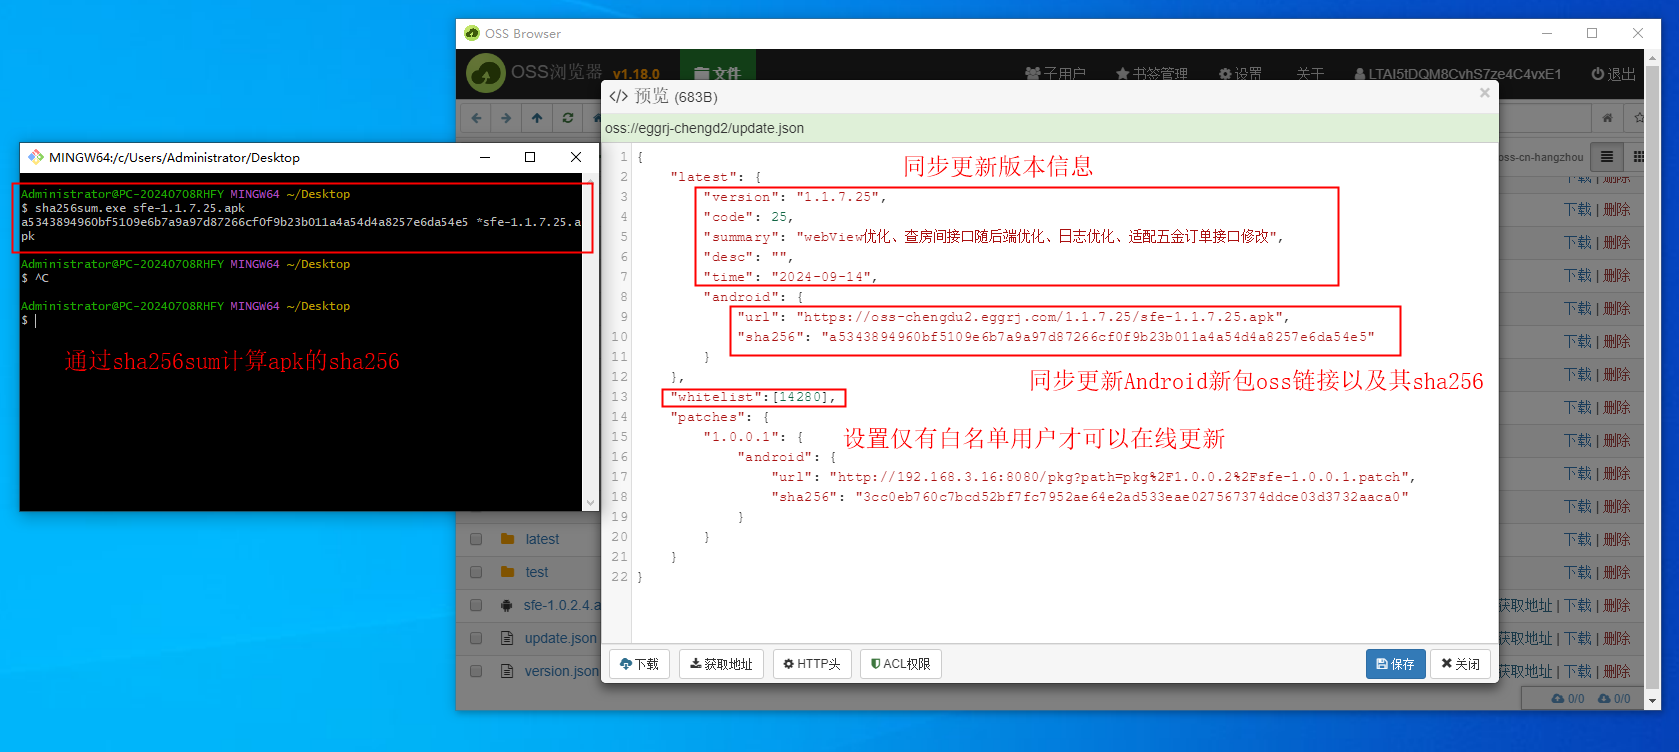 OSS Browser
OSS浏览器 v1.18.0 文件 子用户 书签管理 设置 关于 LTAI5tDQM8CvhS7ze4C4vxE1 退出
预览 (683B)
oss://eggrj-chengd2/update.json
oss-cn-hangzhou
1 {
2 "latest": {
3 "version": "1.1.7.25",
4 "code": 25,
5 "summary": "webView优化、查房间接口随后端优化、日志优化、适配五金订单接口修改",
6 "desc": "",
7 "time": "2024-09-14",
8 "android": {
9 "url": "https://oss-chengdu2.eggrj.com/1.1.7.25/sfe-1.1.7.25.apk",
10 "sha256": "a5343894960bf5109e6b7a9a97d87266cf0f9b23b011a4a54d4a8257e6da54e5"
11 }
12 },
13 "whitelist":[14280],
14 "patches": {
15 "1.0.0.1": {
16 "android": {
17 "url": "http://192.168.3.16:8080/pkg?path=pkg%2F1.0.0.2%2Fsfe-1.0.0.1.patch",
18 "sha256": "3cc0eb760c7bcd52bf7fc7952ae64e2ad533eae027567374ddce03d3732aaca0"
19 }
20 }
21 }
22 }
同步更新版本信息
同步更新Android新包oss链接以及其sha256
设置仅有白名单用户才可以在线更新
下载 获取地址 HTTP头 ACL权限 保存 关闭
MINGW64:/c/Users/Administrator/Desktop
Administrator@PC-20240708RHFY MINGW64 ~/Desktop
$ sha256sum.exe sfe-1.1.7.25.apk
a5343894960bf5109e6b7a9a97d87266cf0f9b23b011a4a54d4a8257e6da54e5 *sfe-1.1.7.25.a
pk
Administrator@PC-20240708RHFY MINGW64 ~/Desktop
$ ^C
Administrator@PC-20240708RHFY MINGW64 ~/Desktop
$
通过sha256sum计算apk的sha256
下载 | 删除
下载 | 删除
下载 | 删除
下载 | 删除
下载 | 删除
下载 | 删除
下载 | 删除
下载 | 删除
下载 | 删除
下载 | 删除
latest 下载 | 删除
test 下载 | 删除
sfe-1.0.2.4.a 获取地址 | 下载 | 删除
update.json 获取地址 | 下载 | 删除
version.json 获取地址 | 下载 | 删除
0/0 0/0